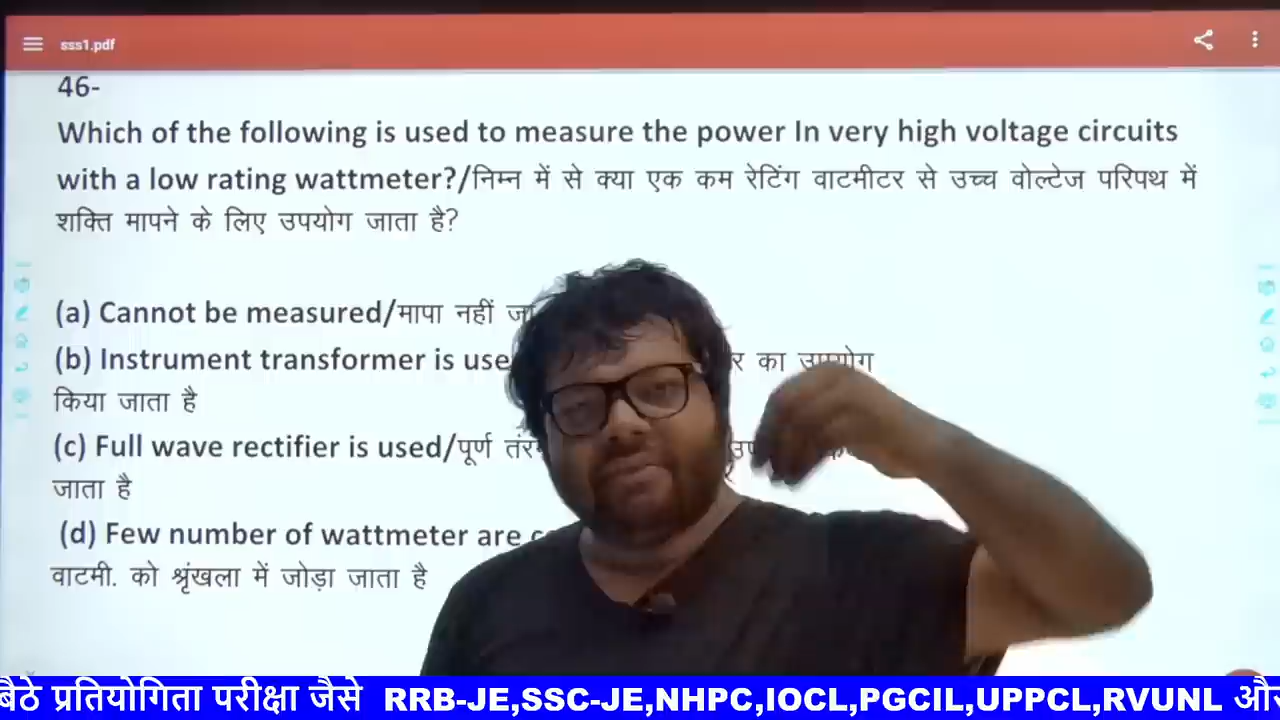 sss1.pdf
46-
Which of the following is used to measure the power In very high voltage circuits
with a low rating wattmeter?/निम्न में से क्या एक कम रेटिंग वाटमीटर से उच्च वोल्टेज परिपथ में
शक्ति मापने के लिए उपयोग जाता है?
(a) Cannot be measured/मापा नहीं
(b) Instrument transformer is का उपयोग
किया जाता है
(c) Full wave rectifier is used/पूर्ण
जाता है
(d) Few number of wattmeter are
वाटमी. को श्रृंखला में जोड़ा जाता है
बैठे प्रतियोगिता परीक्षा जैसे RRB-JE,SSC-JE,NHPC,IOCL,PGCIL,UPPCL,RVUNL